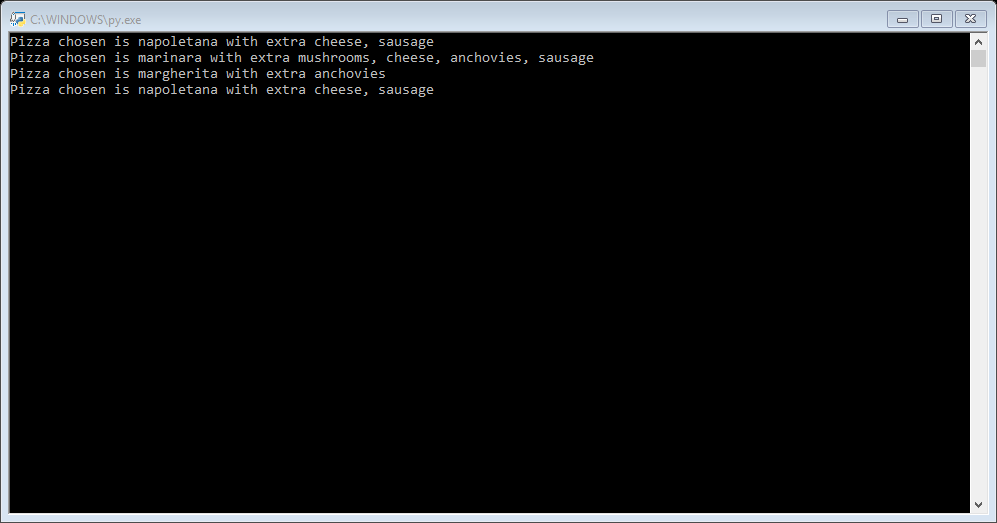 C:\WINDOWS\py.exe
Pizza chosen is napoletana with extra cheese, sausage
Pizza chosen is marinara with extra mushrooms, cheese, anchovies, sausage
Pizza chosen is margherita with extra anchovies
Pizza chosen is napoletana with extra cheese, sausage